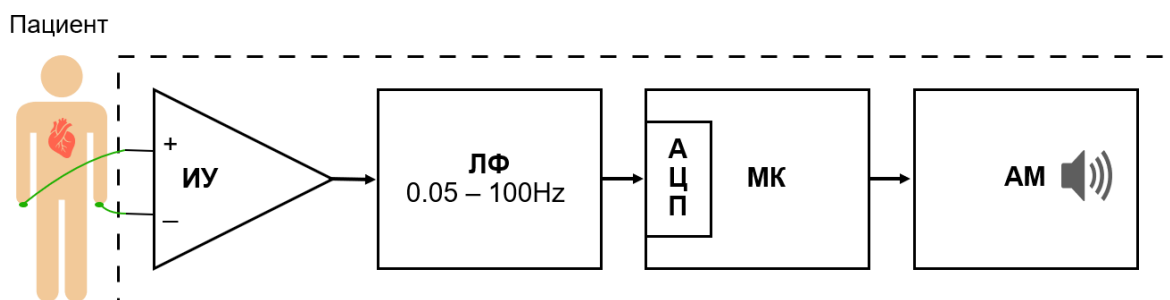 Пациент
+
–
ИУ
ЛФ
0.05 – 100Hz
А
Ц
П
МК
АМ